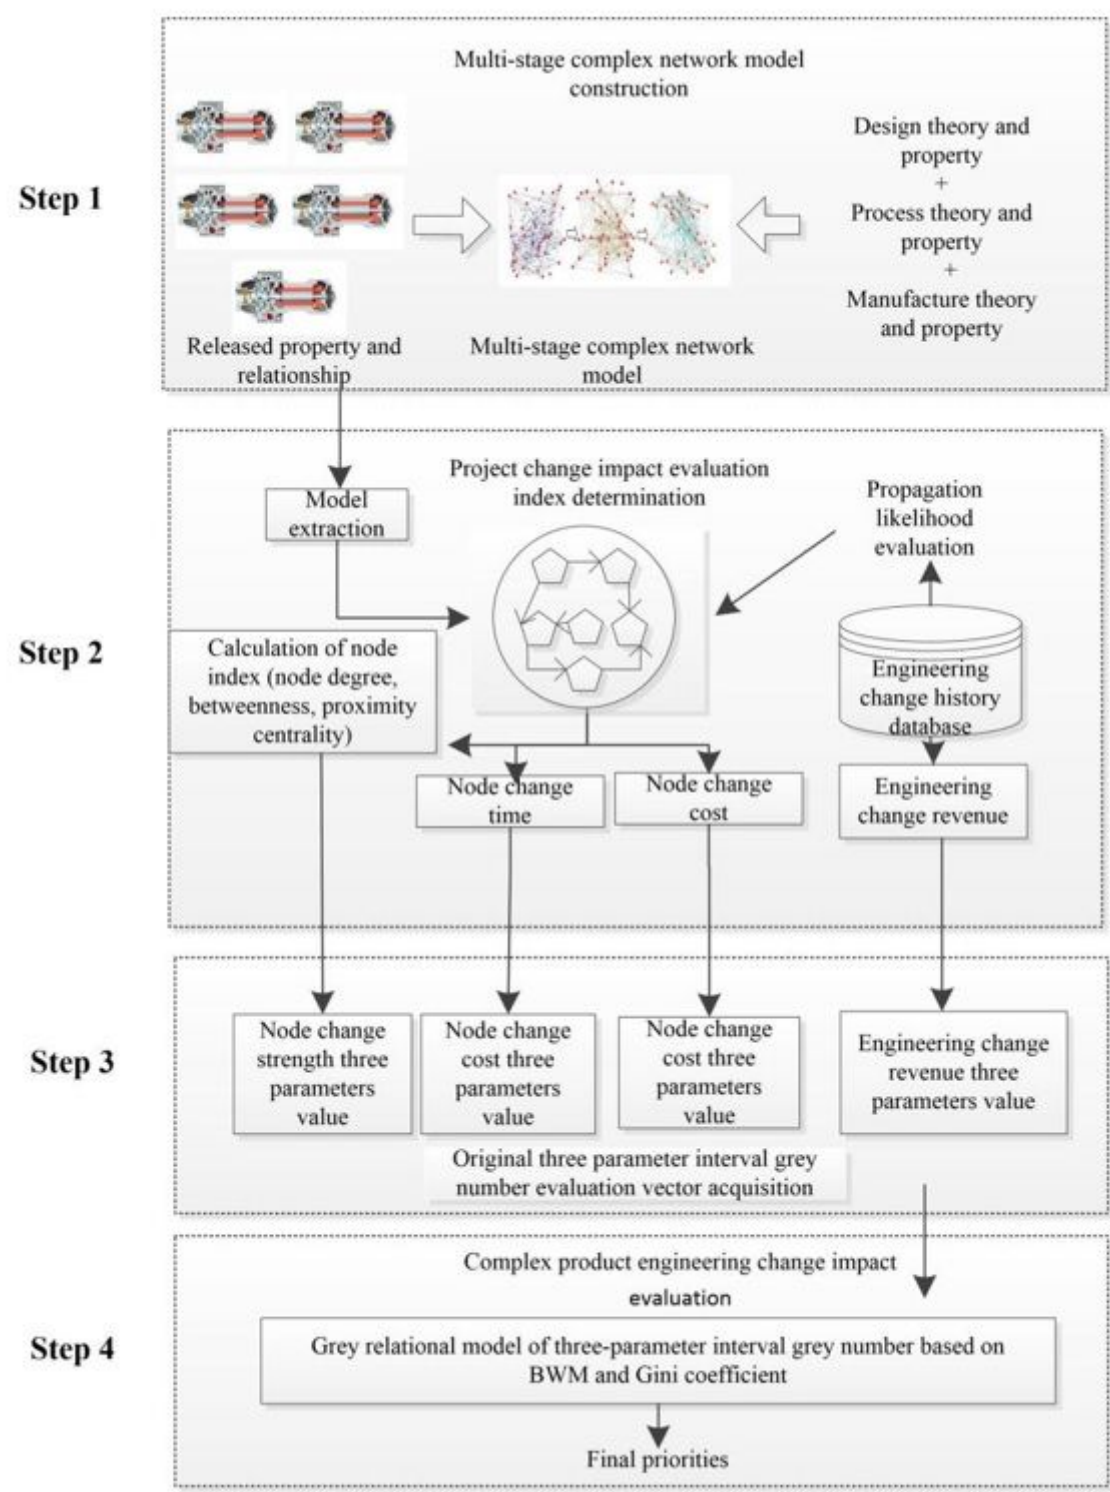 Step 1
Multi-stage complex network model
construction
Design theory and
property
+
Process theory and
property
+
Manufacture theory
and property
Released property and
relationship
Multi-stage complex network
model
Step 2
Project change impact evaluation
index determination
Model
extraction
Propagation
likelihood
evaluation
Calculation of node
index (node degree,
betweenness, proximity
centrality)
Engineering
change history
database
Node change
time
Node change
cost
Engineering
change revenue
Step 3
Node change
strength three
parameters
value
Node change
cost three
parameters
value
Node change
cost three
parameters
value
Engineering change
revenue three
parameters value
Original three parameter interval grey
number evaluation vector acquisition
Step 4
Complex product engineering change impact
evaluation
Grey relational model of three-parameter interval grey number based on
BWM and Gini coefficient
Final priorities